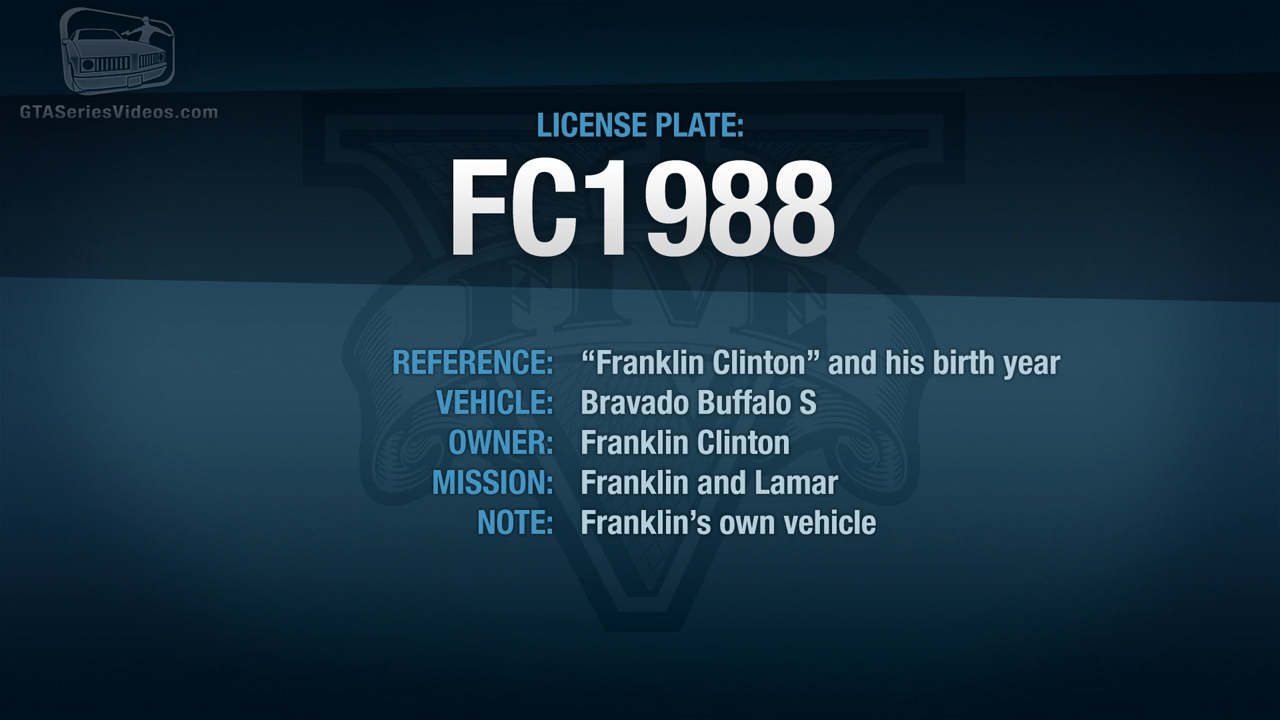 GTASeriesVideos.com
LICENSE PLATE:
FC1988
FIVE
REFERENCE: “Franklin Clinton” and his birth year
VEHICLE: Bravado Buffalo S
OWNER: Franklin Clinton
MISSION: Franklin and Lamar
NOTE: Franklin’s own vehicle